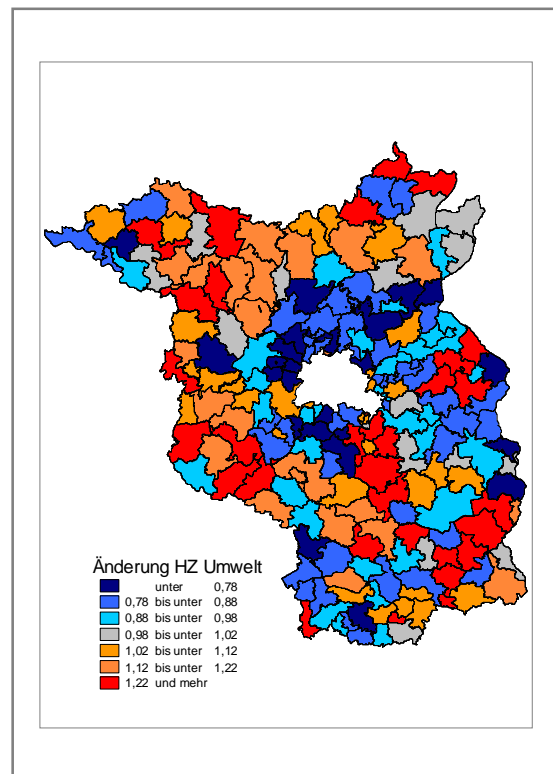 Änderung HZ Umwelt
unter 0,78
0,78 bis unter 0,88
0,88 bis unter 0,98
0,98 bis unter 1,02
1,02 bis unter 1,12
1,12 bis unter 1,22
1,22 und mehr